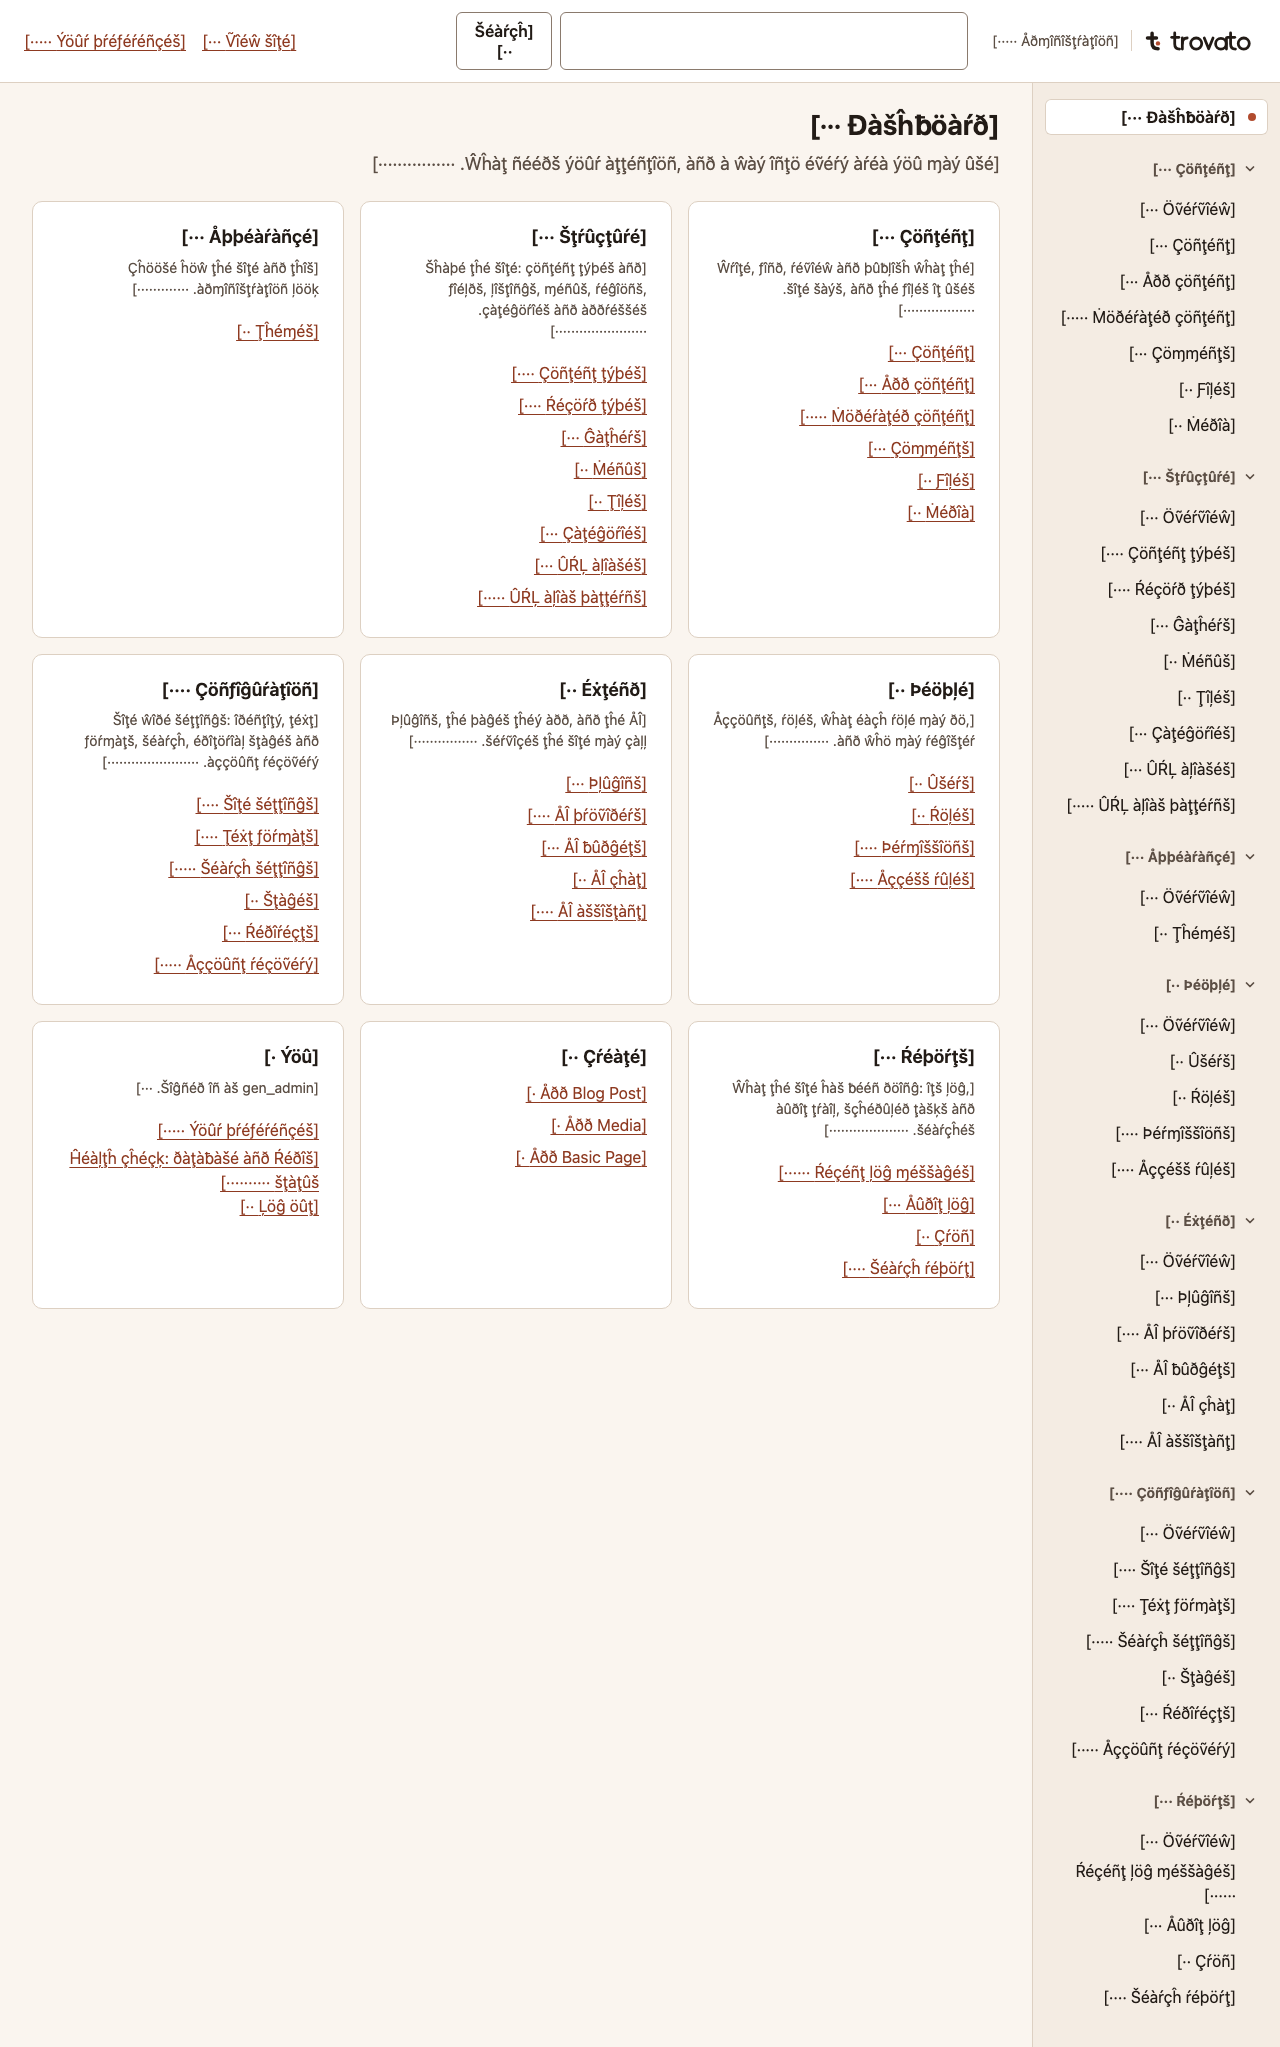 trovato
[Åðɱîñîšţŕàţîöñ ·····]
[Šéàŕçĥ
··]
[Ṽîéŵ šîţé ···]
[Ýöûŕ þŕéƒéŕéñçéš ·····]
[Ðàšĥƀöàŕð ···]
[Çöñţéñţ ···]
[Öṽéŕṽîéŵ ···]
[Çöñţéñţ ···]
[Åðð çöñţéñţ ···]
[Ṁöðéŕàţéð çöñţéñţ ·····]
[Çöɱɱéñţš ···]
[Ƒîļéš ··]
[Ṁéðîà ··]
[Šţŕûçţûŕé ···]
[Öṽéŕṽîéŵ ···]
[Çöñţéñţ ţýþéš ····]
[Ŕéçöŕð ţýþéš ····]
[Ĝàţĥéŕš ···]
[Ṁéñûš ··]
[Ţîļéš ··]
[Çàţéĝöŕîéš ···]
[ÛŔĻ àļîàšéš ···]
[ÛŔĻ àļîàš þàţţéŕñš ·····]
[Åþþéàŕàñçé ···]
[Öṽéŕṽîéŵ ···]
[Ţĥéɱéš ··]
[Þéöþļé ··]
[Öṽéŕṽîéŵ ···]
[Ûšéŕš ··]
[Ŕöļéš ··]
[Þéŕɱîššîöñš ····]
[Åççéšš ŕûļéš ····]
[Éẋţéñð ··]
[Öṽéŕṽîéŵ ···]
[Þļûĝîñš ···]
[ÅÎ þŕöṽîðéŕš ····]
[ÅÎ ƀûðĝéţš ···]
[ÅÎ çĥàţ ··]
[ÅÎ àššîšţàñţ ····]
[Çöñƒîĝûŕàţîöñ ····]
[Öṽéŕṽîéŵ ···]
[Šîţé šéţţîñĝš ····]
[Ţéẋţ ƒöŕɱàţš ····]
[Šéàŕçĥ šéţţîñĝš ·····]
[Šţàĝéš ··]
[Ŕéðîŕéçţš ···]
[Åççöûñţ ŕéçöṽéŕý ·····]
[Ŕéþöŕţš ···]
[Öṽéŕṽîéŵ ···]
[Ŕéçéñţ ļöĝ ɱéššàĝéš
······]
[Åûðîţ ļöĝ ···]
[Çŕöñ ··]
[Šéàŕçĥ ŕéþöŕţ ····]
[Ðàšĥƀöàŕð ···]
[Ŵĥàţ ñééðš ýöûŕ àţţéñţîöñ, àñð à ŵàý îñţö éṽéŕý àŕéà ýöû ɱàý ûšé. ················]
[Çöñţéñţ ···]
[Ŵŕîţé, ƒîñð, ŕéṽîéŵ àñð þûƀļîšĥ ŵĥàţ ţĥé
šîţé šàýš, àñð ţĥé ƒîļéš îţ ûšéš.
·················]
[Çöñţéñţ ···]
[Åðð çöñţéñţ ···]
[Ṁöðéŕàţéð çöñţéñţ ·····]
[Çöɱɱéñţš ···]
[Ƒîļéš ··]
[Ṁéðîà ··]
[Šţŕûçţûŕé ···]
[Šĥàþé ţĥé šîţé: çöñţéñţ ţýþéš àñð
ƒîéļðš, ļîšţîñĝš, ɱéñûš, ŕéĝîöñš,
çàţéĝöŕîéš àñð àððŕéššéš.
·······················]
[Çöñţéñţ ţýþéš ····]
[Ŕéçöŕð ţýþéš ····]
[Ĝàţĥéŕš ···]
[Ṁéñûš ··]
[Ţîļéš ··]
[Çàţéĝöŕîéš ···]
[ÛŔĻ àļîàšéš ···]
[ÛŔĻ àļîàš þàţţéŕñš ·····]
[Åþþéàŕàñçé ···]
[Çĥööšé ĥöŵ ţĥé šîţé àñð ţĥîš
àðɱîñîšţŕàţîöñ ļööķ. ·············]
[Ţĥéɱéš ··]
[Þéöþļé ··]
[Åççöûñţš, ŕöļéš, ŵĥàţ éàçĥ ŕöļé ɱàý ðö,
àñð ŵĥö ɱàý ŕéĝîšţéŕ. ···············]
[Ûšéŕš ··]
[Ŕöļéš ··]
[Þéŕɱîššîöñš ····]
[Åççéšš ŕûļéš ····]
[Éẋţéñð ··]
[Þļûĝîñš, ţĥé þàĝéš ţĥéý àðð, àñð ţĥé ÅÎ
šéŕṽîçéš ţĥé šîţé ɱàý çàļļ. ················]
[Þļûĝîñš ···]
[ÅÎ þŕöṽîðéŕš ····]
[ÅÎ ƀûðĝéţš ···]
[ÅÎ çĥàţ ··]
[ÅÎ àššîšţàñţ ····]
[Çöñƒîĝûŕàţîöñ ····]
[Šîţé ŵîðé šéţţîñĝš: îðéñţîţý, ţéẋţ
ƒöŕɱàţš, šéàŕçĥ, éðîţöŕîàļ šţàĝéš àñð
àççöûñţ ŕéçöṽéŕý. ·······················]
[Šîţé šéţţîñĝš ····]
[Ţéẋţ ƒöŕɱàţš ····]
[Šéàŕçĥ šéţţîñĝš ·····]
[Šţàĝéš ··]
[Ŕéðîŕéçţš ···]
[Åççöûñţ ŕéçöṽéŕý ·····]
[Ŕéþöŕţš ···]
[Ŵĥàţ ţĥé šîţé ĥàš ƀééñ ðöîñĝ: îţš ļöĝ,
àûðîţ ţŕàîļ, šçĥéðûļéð ţàšķš àñð
šéàŕçĥéš. ····················]
[Ŕéçéñţ ļöĝ ɱéššàĝéš ······]
[Åûðîţ ļöĝ ···]
[Çŕöñ ··]
[Šéàŕçĥ ŕéþöŕţ ····]
[Çŕéàţé ··]
[Åðð Blog Post ·]
[Åðð Media ·]
[Åðð Basic Page ·]
[Ýöû ·]
[Šîĝñéð îñ àš gen_admin. ···]
[Ýöûŕ þŕéƒéŕéñçéš ·····]
[Ĥéàļţĥ çĥéçķ: ðàţàƀàšé àñð Ŕéðîš
šţàţûš ··········]
[Ļöĝ öûţ ··]